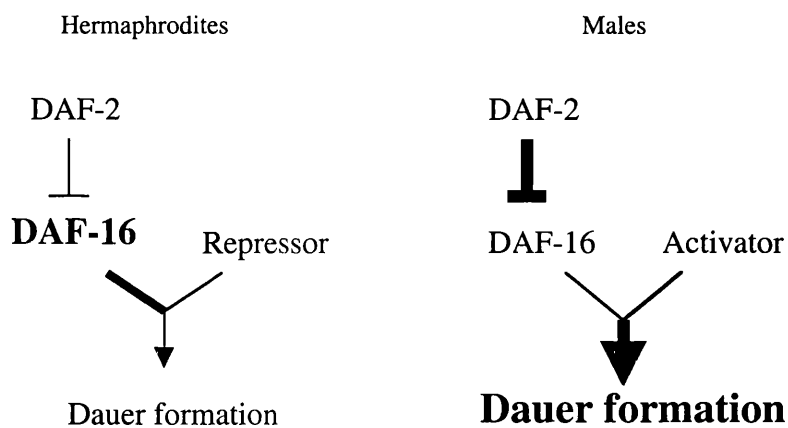 Hermaphrodites
DAF-2
DAF-16
Repressor
Dauer formation
Males
DAF-2
DAF-16
Activator
Dauer formation